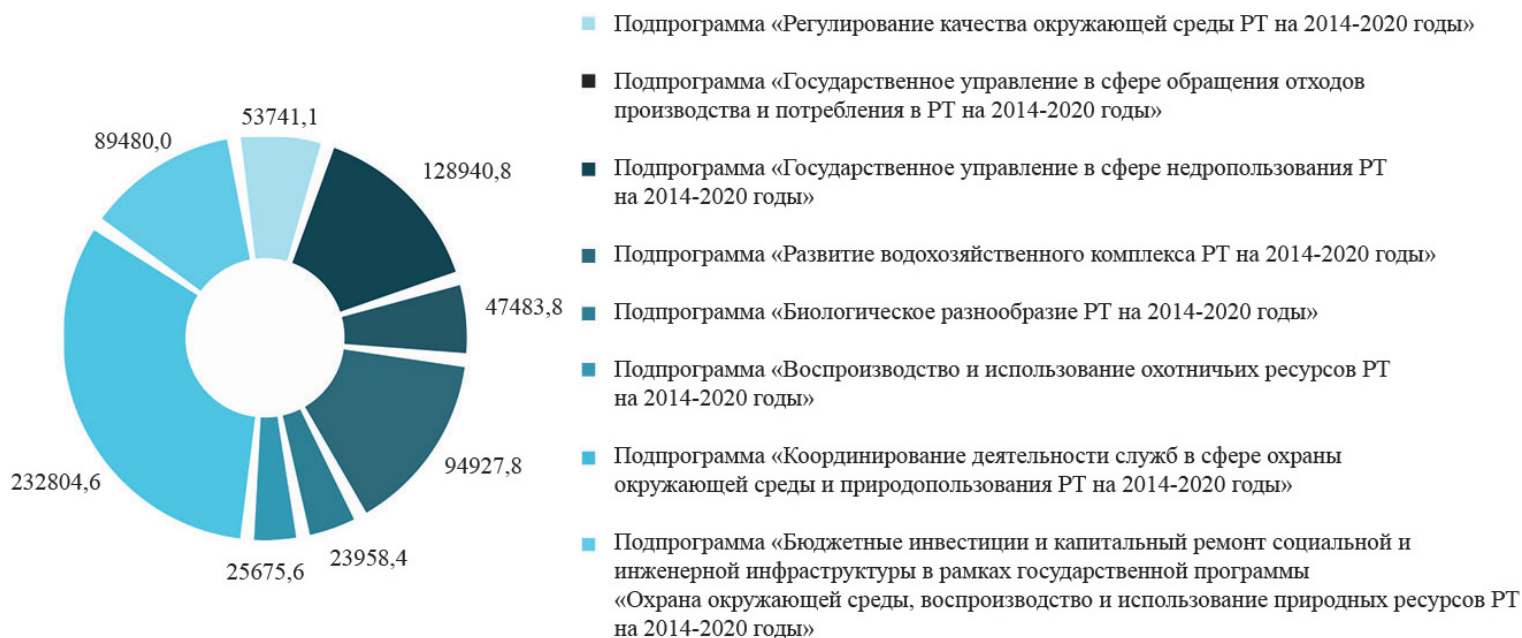 53741,1
89480,0
128940,8
47483,8
94927,8
232804,6
23958,4
25675,6
Подпрограмма «Регулирование качества окружающей среды РТ на 2014-2020 годы»
Подпрограмма «Государственное управление в сфере обращения отходов
производства и потребления в РТ на 2014-2020 годы»
Подпрограмма «Государственное управление в сфере недропользования РТ
на 2014-2020 годы»
Подпрограмма «Развитие водохозяйственного комплекса РТ на 2014-2020 годы»
Подпрограмма «Биологическое разнообразие РТ на 2014-2020 годы»
Подпрограмма «Воспроизводство и использование охотничьих ресурсов РТ
на 2014-2020 годы»
Подпрограмма «Координирование деятельности служб в сфере охраны
окружающей среды и природопользования РТ на 2014-2020 годы»
Подпрограмма «Бюджетные инвестиции и капитальный ремонт социальной и
инженерной инфраструктуры в рамках государственной программы
«Охрана окружающей среды, воспроизводство и использование природных ресурсов РТ
на 2014-2020 годы»